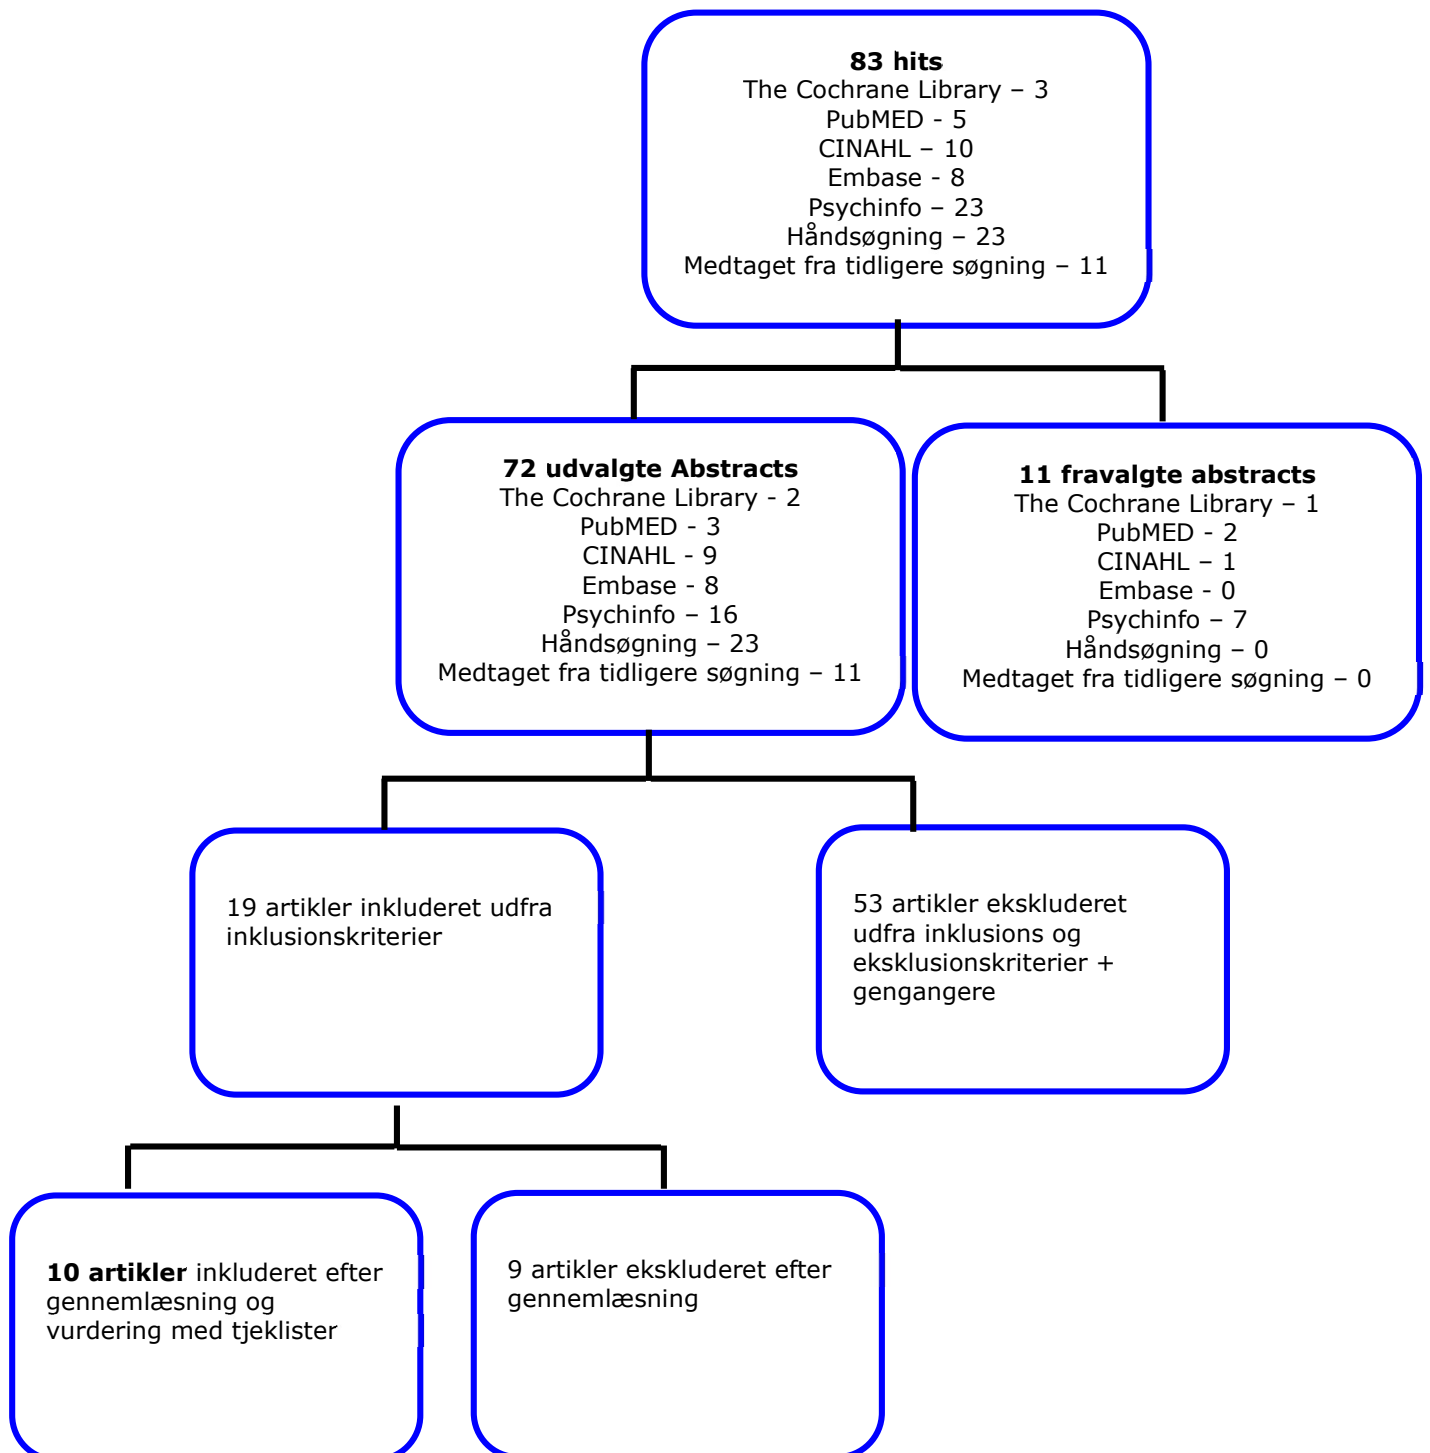 83 hits
The Cochrane Library – 3
PubMED - 5
CINAHL – 10
Embase - 8
Psychinfo – 23
Håndsøgning – 23
Medtaget fra tidligere søgning – 11
72 udvalgte Abstracts
The Cochrane Library - 2
PubMED - 3
CINAHL - 9
Embase - 8
Psychinfo – 16
Håndsøgning – 23
Medtaget fra tidligere søgning – 11
11 fravalgte abstracts
The Cochrane Library – 1
PubMED - 2
CINAHL – 1
Embase - 0
Psychinfo – 7
Håndsøgning – 0
Medtaget fra tidligere søgning – 0
19 artikler inkluderet udfra
inklusionskriterier
53 artikler ekskluderet
udfra inklusions og
eksklusionskriterier +
gengangere
10 artikler inkluderet efter
gennemlæsning og
vurdering med tjeklister
9 artikler ekskluderet efter
gennemlæsning